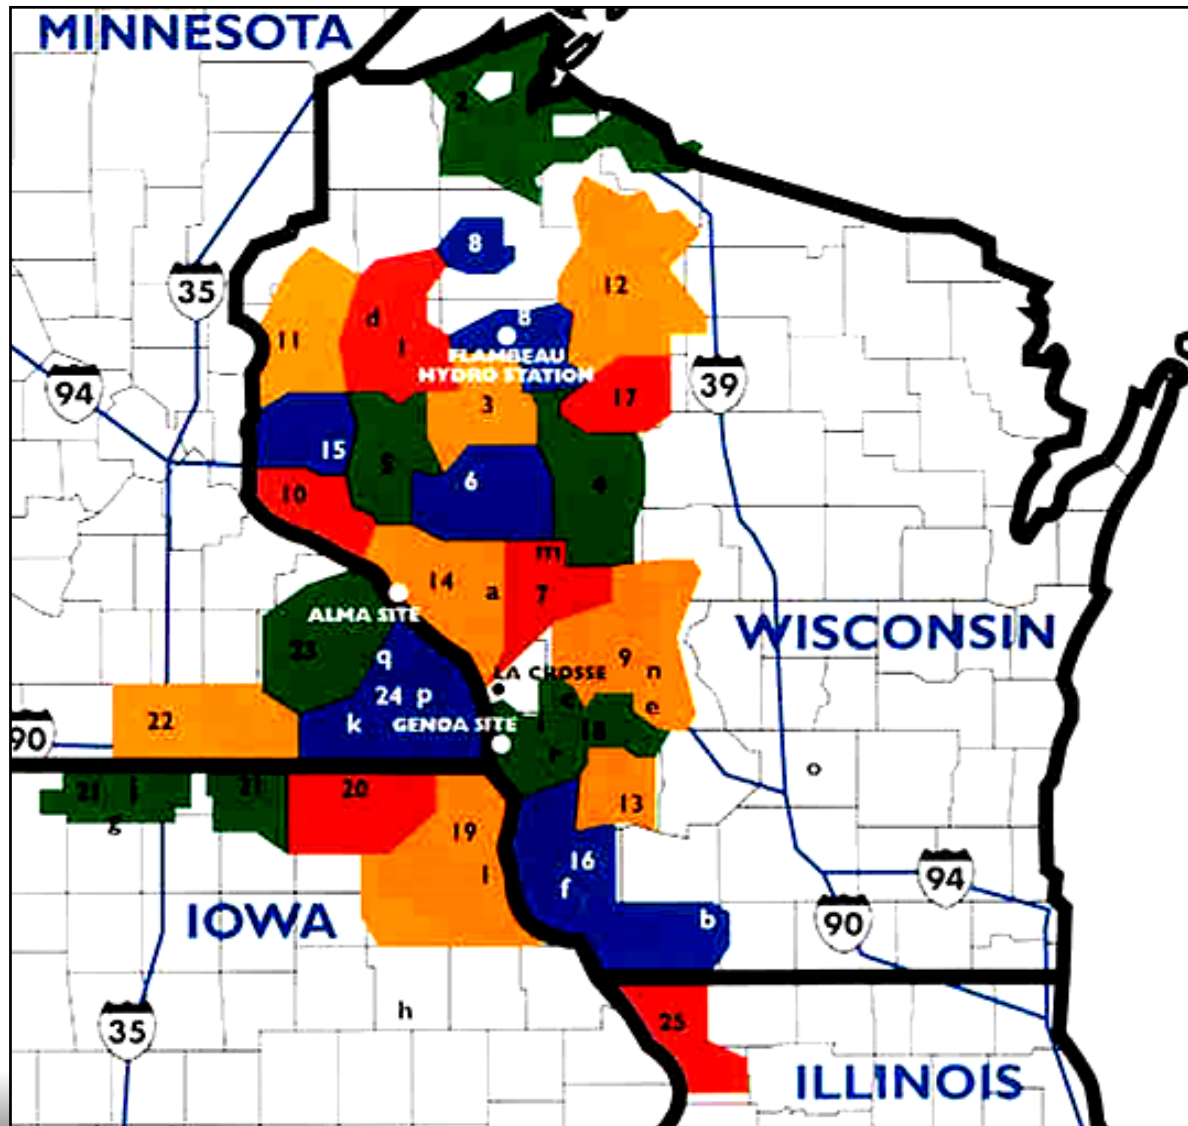 MINNESOTA
2
8
35
12
11
d
1
8
FLAMBEAU
HYDRO STATION
94
39
17
3
15
5
6
4
10
m
14
a
7
ALMA SITE
WISCONSIN
23
q
9
n
LA CROSSE
24 p
e
k
GENOA SITE
22
18
90
r
o
21
j
21
20
13
g
19
16
l
f
94
b
90
IOWA
h
35
25
ILLINOIS